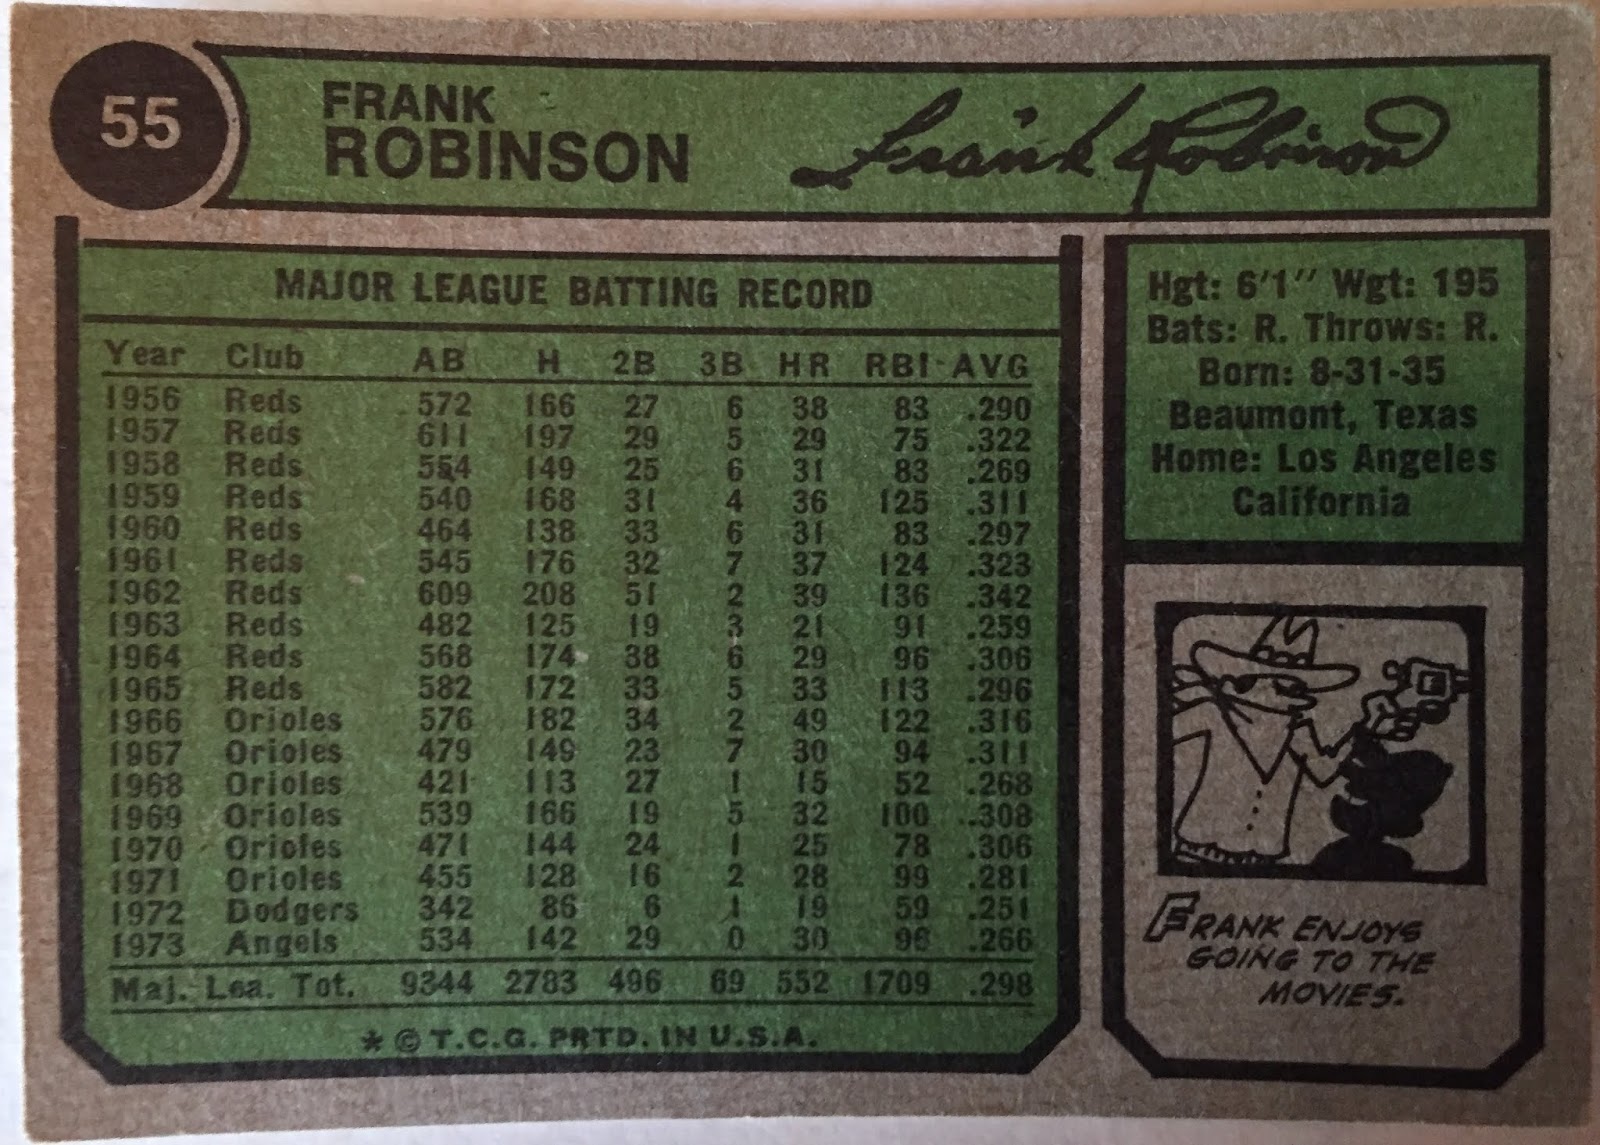 55
FRANK
ROBINSON
Frank Robinson
MAJOR LEAGUE BATTING RECORD
Year Club AB H 2B 3B HR RBI AVG
1956 Reds 572 166 27 6 38 83 .290
1957 Reds 611 197 29 5 29 75 .322
1958 Reds 554 149 25 6 31 83 .269
1959 Reds 540 168 31 4 36 125 .311
1960 Reds 464 138 33 6 31 83 .297
1961 Reds 545 176 32 7 37 124 .323
1962 Reds 609 208 51 2 39 136 .342
1963 Reds 482 125 19 3 21 91 .259
1964 Reds 568 174 38 6 29 96 .306
1965 Reds 582 172 33 5 33 113 .296
1966 Orioles 576 182 34 2 49 122 .316
1967 Orioles 479 149 23 7 30 94 .311
1968 Orioles 421 113 27 1 15 52 .268
1969 Orioles 539 166 19 5 32 100 .308
1970 Orioles 471 144 24 1 25 78 .306
1971 Orioles 455 128 16 2 28 99 .281
1972 Dodgers 342 86 6 1 19 59 .251
1973 Angels 534 142 29 0 30 96 .266
Maj. Lea. Tot. 9344 2783 496 69 552 1709 .298
* © T.C.G. PRTD. IN U.S.A.
Hgt: 6'1" Wgt: 195
Bats: R. Throws: R.
Born: 8-31-35
Beaumont, Texas
Home: Los Angeles
California
FRANK ENJOYS
GOING TO THE
MOVIES.